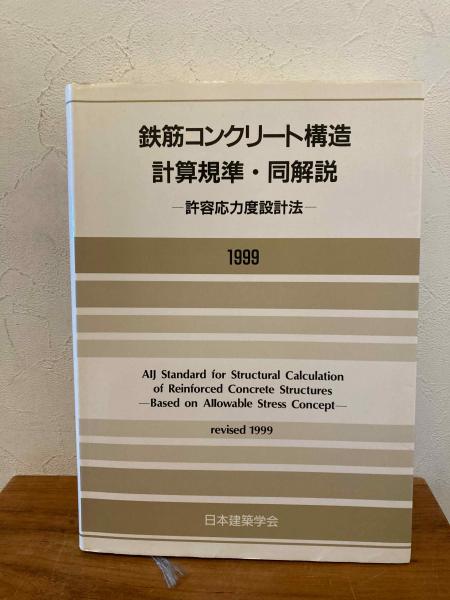 鉄筋コンクリート構造
計算規準・同解説
—許容応力度設計法—
1999
AIJ Standard for Structural Calculation
of Reinforced Concrete Structures
—Based on Allowable Stress Concept—
revised 1999
日本建築学会